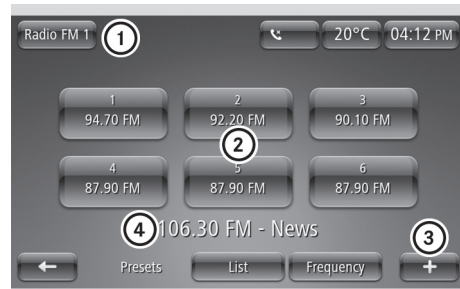 Radio FM 1 1 20°C 04:12 PM
1 2 3
94.70 FM 92.20 FM 90.10 FM
2
4 5 6
87.90 FM 87.90 FM 87.90 FM
4 106.30 FM - News 3
Presets List Frequency +